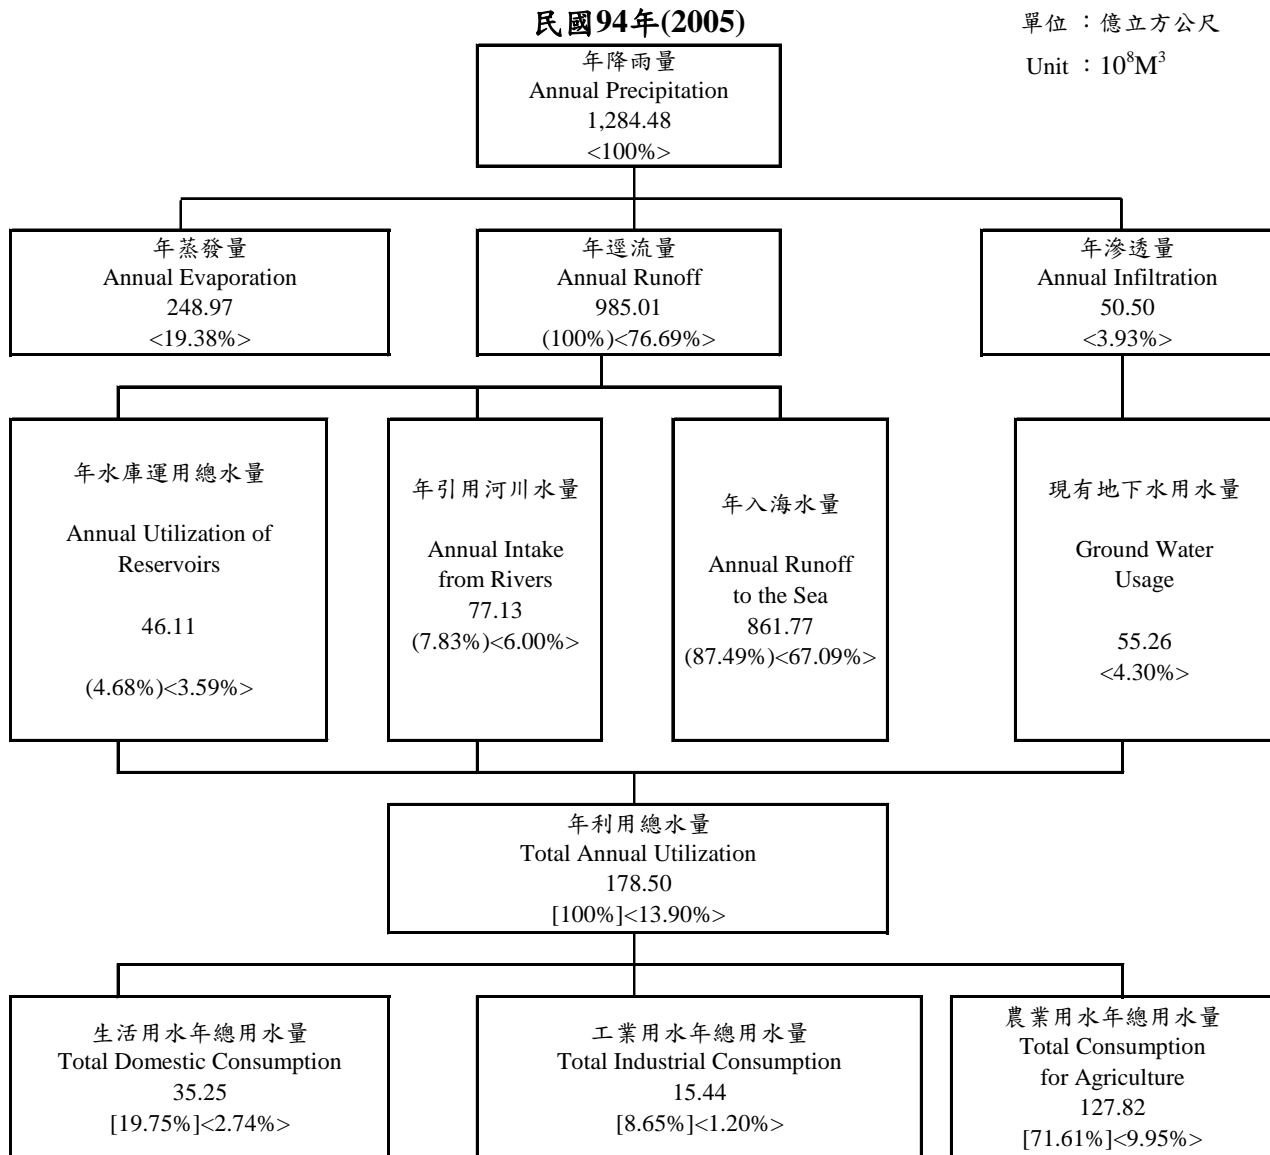 民國94年(2005)
單位：億立方公尺
Unit：10⁸M³
年降雨量
Annual Precipitation
1,284.48
<100%>
年蒸發量
Annual Evaporation
248.97
<19.38%>
年逕流量
Annual Runoff
985.01
(100%)<76.69%>
年滲透量
Annual Infiltration
50.50
<3.93%>
年水庫運用總水量
Annual Utilization of
Reservoirs
46.11
(4.68%)<3.59%>
年引用河川水量
Annual Intake
from Rivers
77.13
(7.83%)<6.00%>
年入海水量
Annual Runoff
to the Sea
861.77
(87.49%)<67.09%>
現有地下水用水量
Ground Water
Usage
55.26
<4.30%>
年利用總水量
Total Annual Utilization
178.50
[100%]<13.90%>
生活用水年總用水量
Total Domestic Consumption
35.25
[19.75%]<2.74%>
工業用水年總用水量
Total Industrial Consumption
15.44
[8.65%]<1.20%>
農業用水年總用水量
Total Consumption
for Agriculture
127.82
[71.61%]<9.95%>